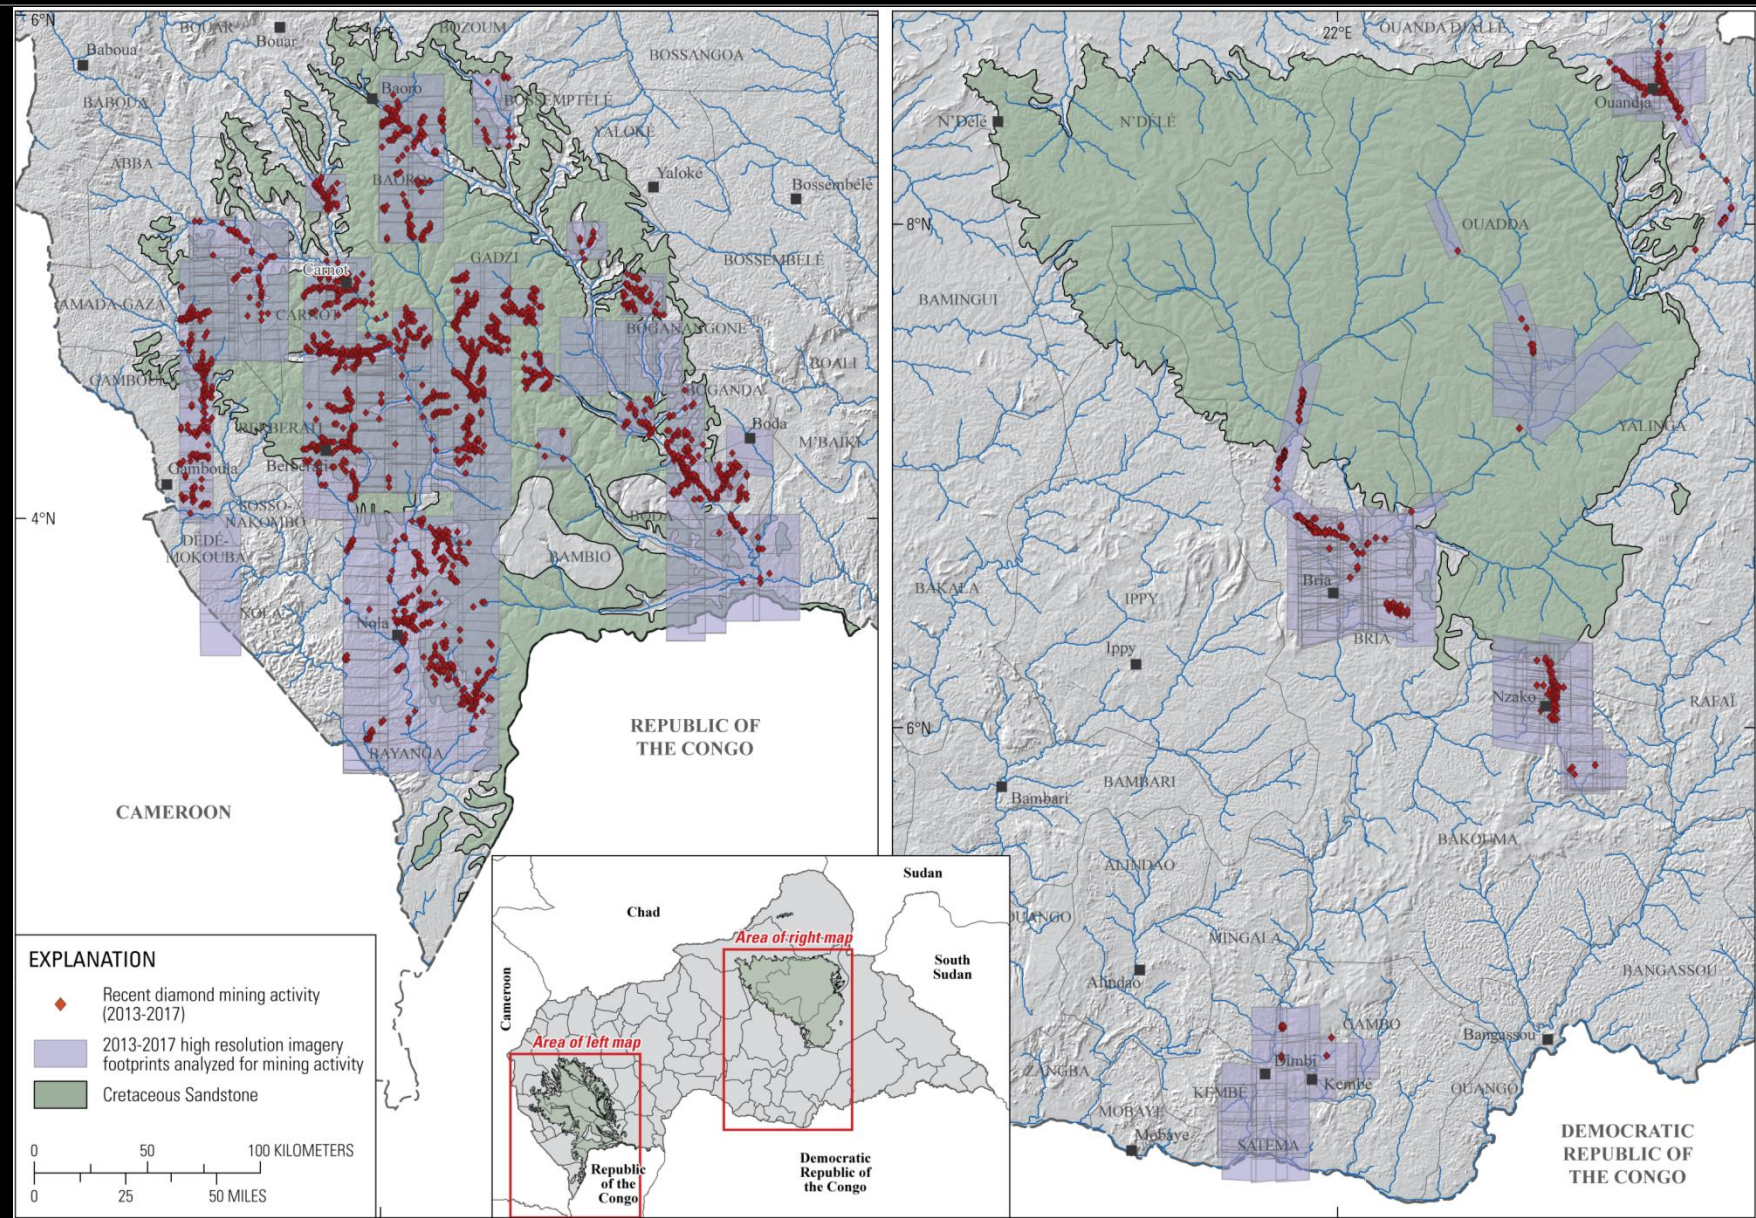 6°N
BOUAR
Bouar
BOZOUM
Baboua
BOSSANGOA
BABOUA
Baoro
BOSSEMPTÉLÉ
YALOKÉ
ABBA
BAORO
Yaloké
Bossembélé
GADZI
Carnot
BOSSEMBÉLÉ
AMADA-GAZA
CARNOT
BOGANANGONE
BOALI
GAMBOULA
BOGANDA
Boda
BERBERATI
M'BAÏKI
Berbérati
Gamboula
4°N
SOSSO-
NAKOMBO
BODA
DÉDÉ-
MOKOUBA
BAMBIO
NOLA
Nola
REPUBLIC OF
THE CONGO
BAYANGA
CAMEROON
22°E
OUANDA DJALLÉ
Ouandja
N'Délé
N'DÉLÉ
8°N
OUADDA
BAMINGUI
YALINGA
BAKALA
IPPY
Bria
BRIA
Ippy
Nzako
RAFAÏ
6°N
BAMBARI
Bambari
BAKOUMA
ALINDAO
MINGALA
BANGASSOU
Alindao
GAMBO
Bangassou
Dimbi
ZANGBA
KEMBÉ
Kembé
OUANGO
MOBAYE
Mobaye
SATEMA
DEMOCRATIC
REPUBLIC OF
THE CONGO
EXPLANATION
Recent diamond mining activity
(2013-2017)
2013-2017 high resolution imagery
footprints analyzed for mining activity
Cretaceous Sandstone
0 50 100 KILOMETERS
0 25 50 MILES
Sudan
Chad
Area of right map
South
Sudan
Cameroon
Area of left map
Republic
of the
Congo
Democratic
Republic of
the Congo